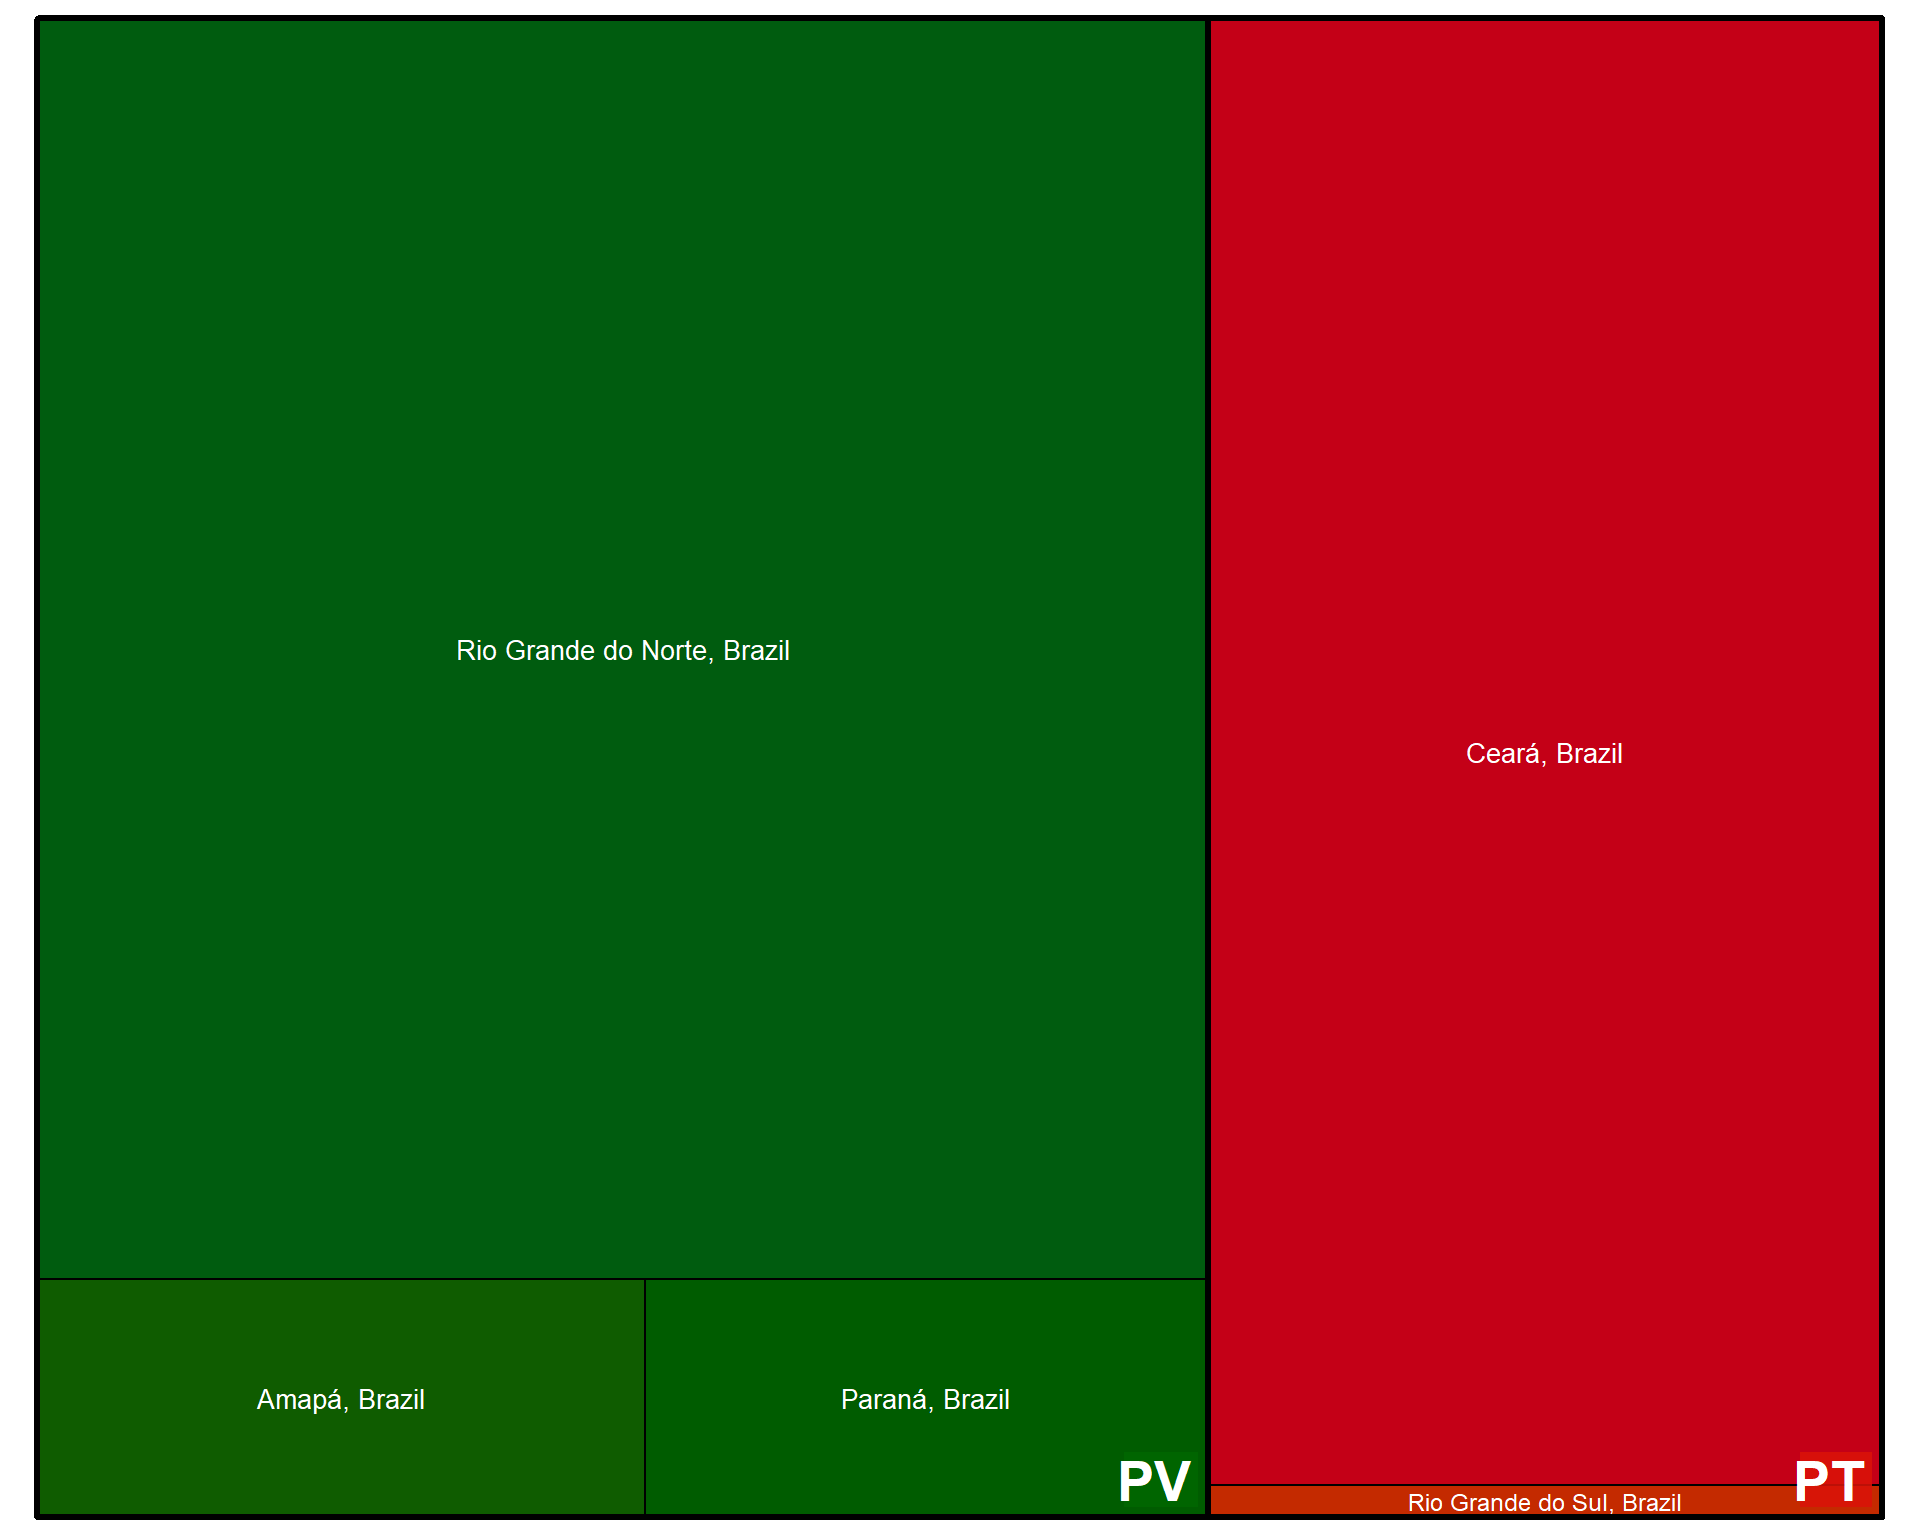 Rio Grande do Norte, Brazil
Ceará, Brazil
Amapá, Brazil
Paraná, Brazil
PV
PT
Rio Grande do Sul, Brazil